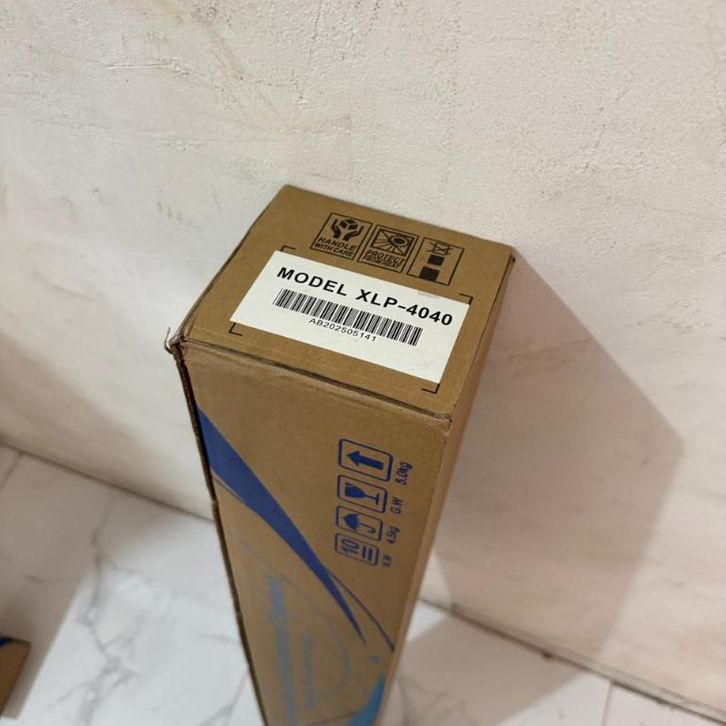 HANDLE
WITH CARE
PROTECT
FROM HEAT
MODEL XLP-4040
AB202505141
G.W 5.0kg
N.W 4.5kg
10